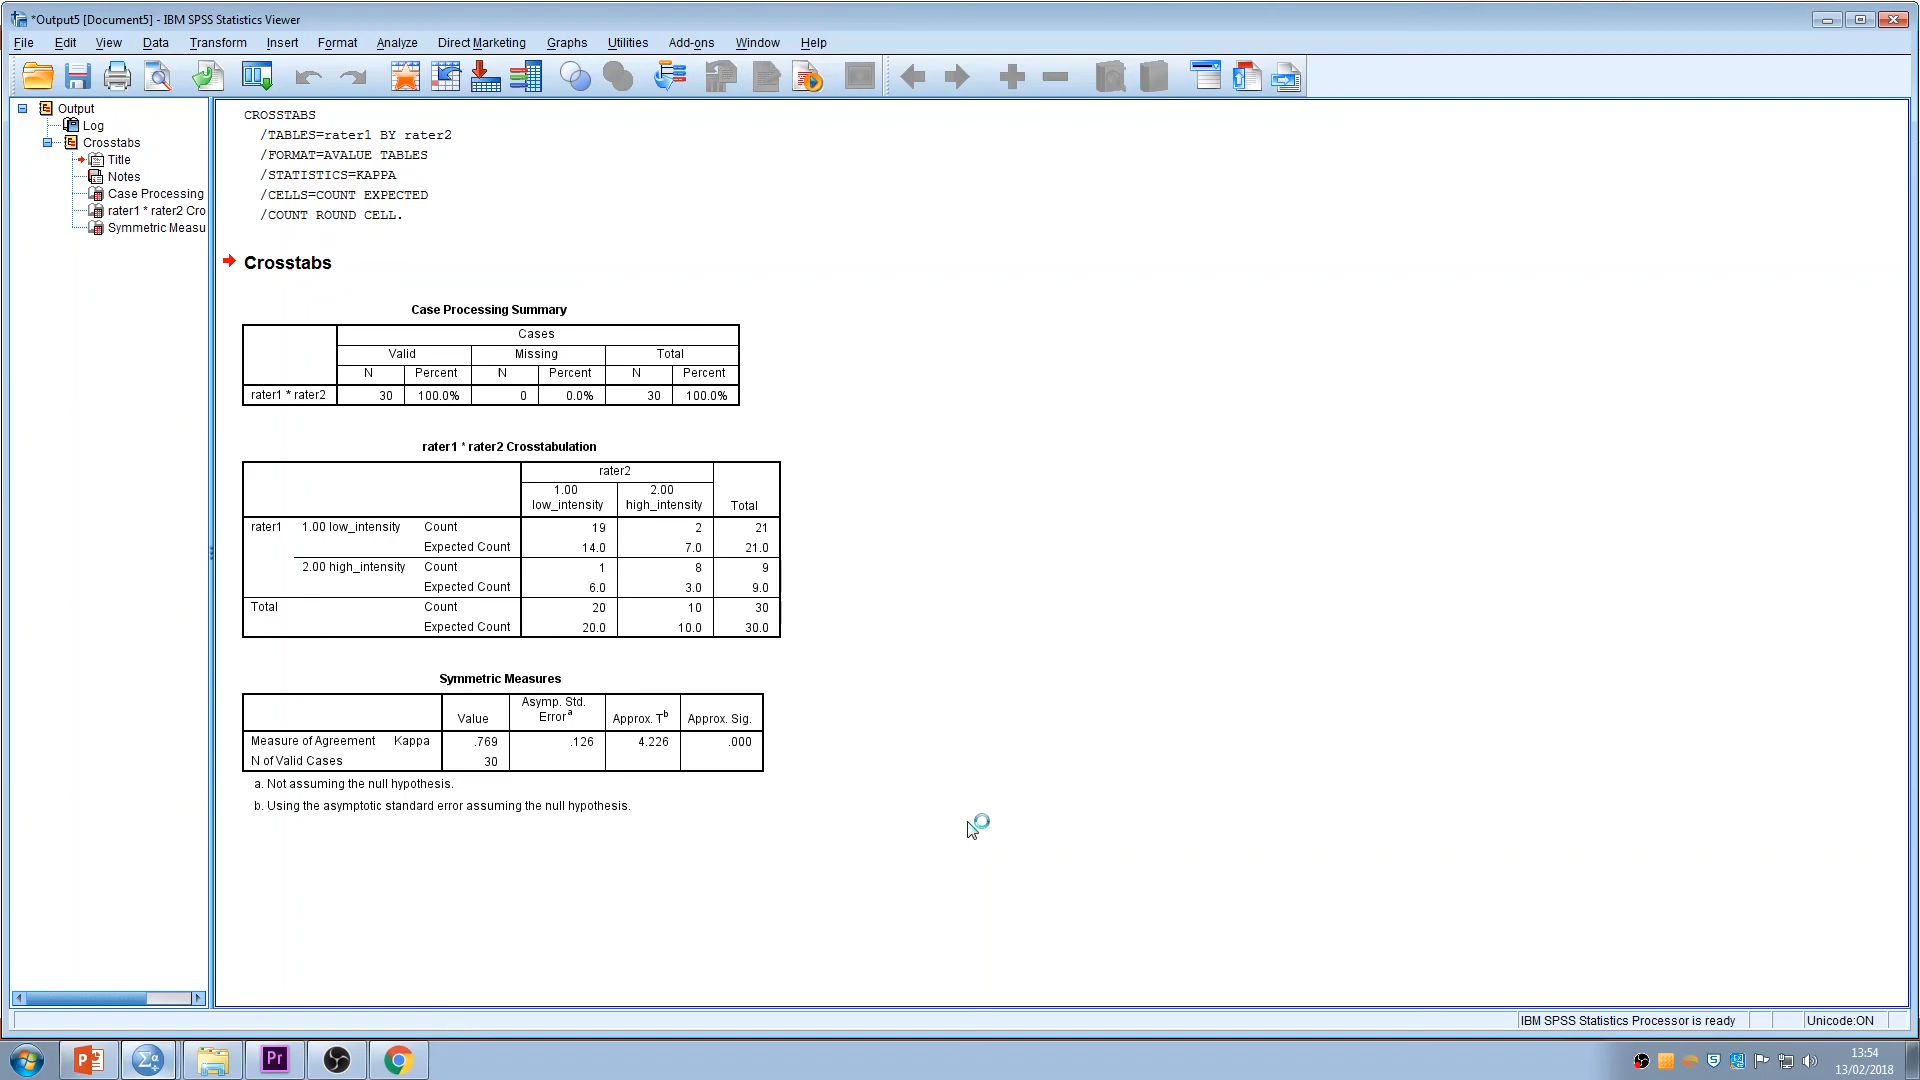 *Output5 [Document5] - IBM SPSS Statistics Viewer
File Edit View Data Transform Insert Format Analyze Direct Marketing Graphs Utilities Add-ons Window Help
Output
Log
Crosstabs
Title
Notes
Case Processing
rater1 * rater2 Cro
Symmetric Measu
CROSSTABS
/TABLES=rater1 BY rater2
/FORMAT=AVALUE TABLES
/STATISTICS=KAPPA
/CELLS=COUNT EXPECTED
/COUNT ROUND CELL.
Crosstabs
Case Processing Summary
Cases
Valid Missing Total
N Percent N Percent N Percent
rater1 * rater2 30 100.0% 0 0.0% 30 100.0%
rater1 * rater2 Crosstabulation
rater2
1.00 2.00
low_intensity high_intensity Total
rater1 1.00 low_intensity Count 19 2 21
Expected Count 14.0 7.0 21.0
2.00 high_intensity Count 1 8 9
Expected Count 6.0 3.0 9.0
Total Count 20 10 30
Expected Count 20.0 10.0 30.0
Symmetric Measures
Asymp. Std.
Value Error a Approx. T b Approx. Sig.
Measure of Agreement Kappa .769 .126 4.226 .000
N of Valid Cases 30
a. Not assuming the null hypothesis.
b. Using the asymptotic standard error assuming the null hypothesis.
IBM SPSS Statistics Processor is ready Unicode:ON
Pr
13:54
13/02/2018